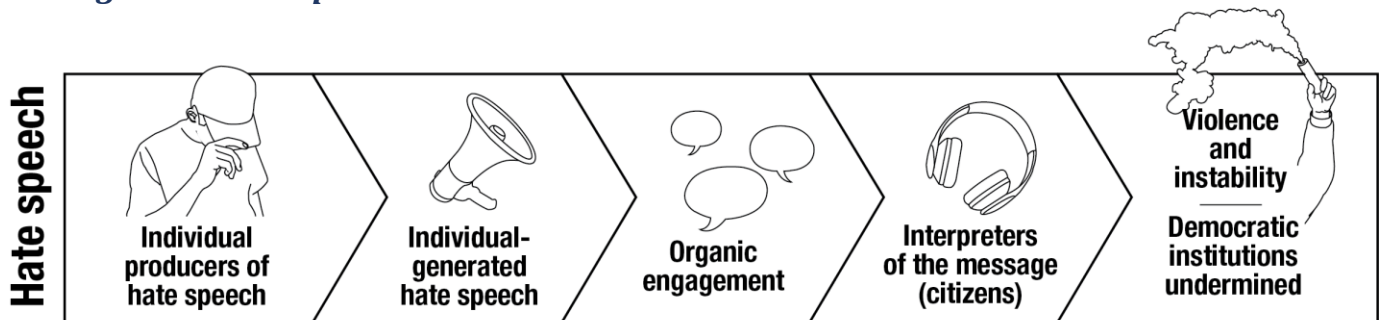 Hate speech
Individual
producers of
hate speech
Individual-
generated
hate speech
Organic
engagement
Interpreters
of the message
(citizens)
Violence
and
instability
Democratic
institutions
undermined